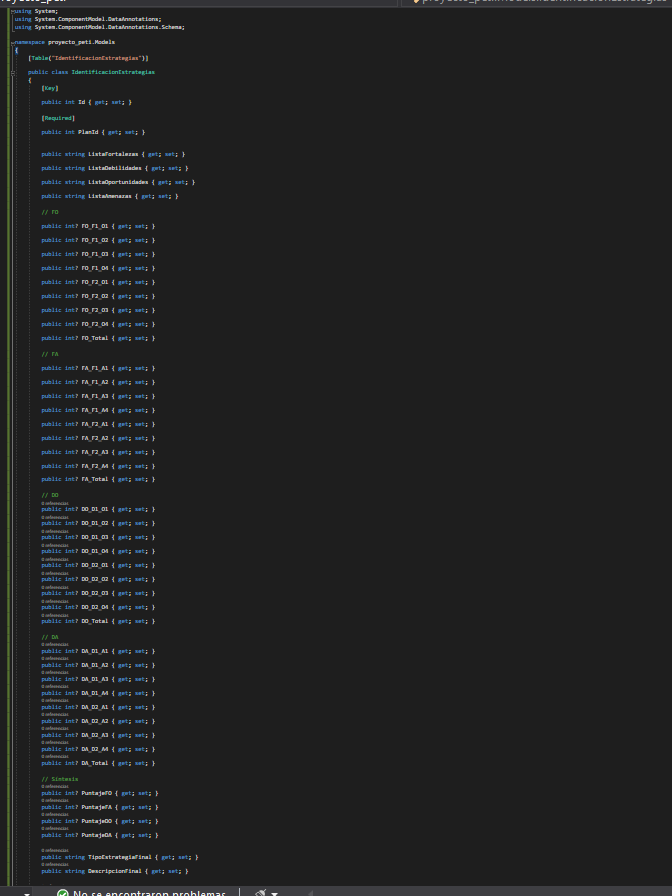 using System;
using System.ComponentModel.DataAnnotations;
using System.ComponentModel.DataAnnotations.Schema;
namespace proyecto_peti.Models
{
[Table("IdentificacionEstrategias")]
public class IdentificacionEstrategias
{
[Key]
public int Id { get; set; }
[Required]
public int PlanId { get; set; }
public string ListaFortalezas { get; set; }
public string ListaDebilidades { get; set; }
public string ListaOportunidades { get; set; }
public string ListaAmenazas { get; set; }
// FO
public int? FO_F1_O1 { get; set; }
public int? FO_F1_O2 { get; set; }
public int? FO_F1_O3 { get; set; }
public int? FO_F1_O4 { get; set; }
public int? FO_F2_O1 { get; set; }
public int? FO_F2_O2 { get; set; }
public int? FO_F2_O3 { get; set; }
public int? FO_F2_O4 { get; set; }
public int? FO_Total { get; set; }
// FA
public int? FA_F1_A1 { get; set; }
public int? FA_F1_A2 { get; set; }
public int? FA_F1_A3 { get; set; }
public int? FA_F1_A4 { get; set; }
public int? FA_F2_A1 { get; set; }
public int? FA_F2_A2 { get; set; }
public int? FA_F2_A3 { get; set; }
public int? FA_F2_A4 { get; set; }
public int? FA_Total { get; set; }
// DO
0 referencias
public int? DO_D1_O1 { get; set; }
0 referencias
public int? DO_D1_O2 { get; set; }
0 referencias
public int? DO_D1_O3 { get; set; }
0 referencias
public int? DO_D1_O4 { get; set; }
0 referencias
public int? DO_D2_O1 { get; set; }
0 referencias
public int? DO_D2_O2 { get; set; }
0 referencias
public int? DO_D2_O3 { get; set; }
0 referencias
public int? DO_D2_O4 { get; set; }
0 referencias
public int? DO_Total { get; set; }
// DA
0 referencias
public int? DA_D1_A1 { get; set; }
0 referencias
public int? DA_D1_A2 { get; set; }
0 referencias
public int? DA_D1_A3 { get; set; }
0 referencias
public int? DA_D1_A4 { get; set; }
0 referencias
public int? DA_D2_A1 { get; set; }
0 referencias
public int? DA_D2_A2 { get; set; }
0 referencias
public int? DA_D2_A3 { get; set; }
0 referencias
public int? DA_D2_A4 { get; set; }
0 referencias
public int? DA_Total { get; set; }
// Síntesis
0 referencias
public int? PuntajeFO { get; set; }
0 referencias
public int? PuntajeFA { get; set; }
0 referencias
public int? PuntajeDO { get; set; }
0 referencias
public int? PuntajeDA { get; set; }
0 referencias
public string TipoEstrategiaFinal { get; set; }
0 referencias
public string DescripcionFinal { get; set; }
No se encontraron problemas.